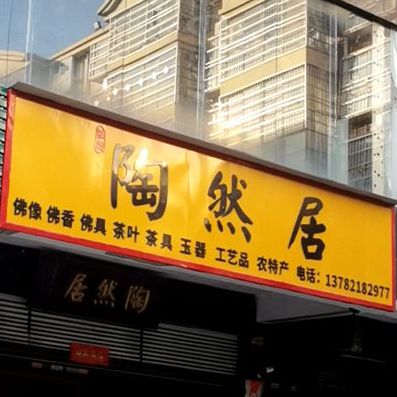 陶然居
佛像 佛香 佛具 茶叶 茶具 玉器 工艺品 农特产 电话：13782182977
居然陶